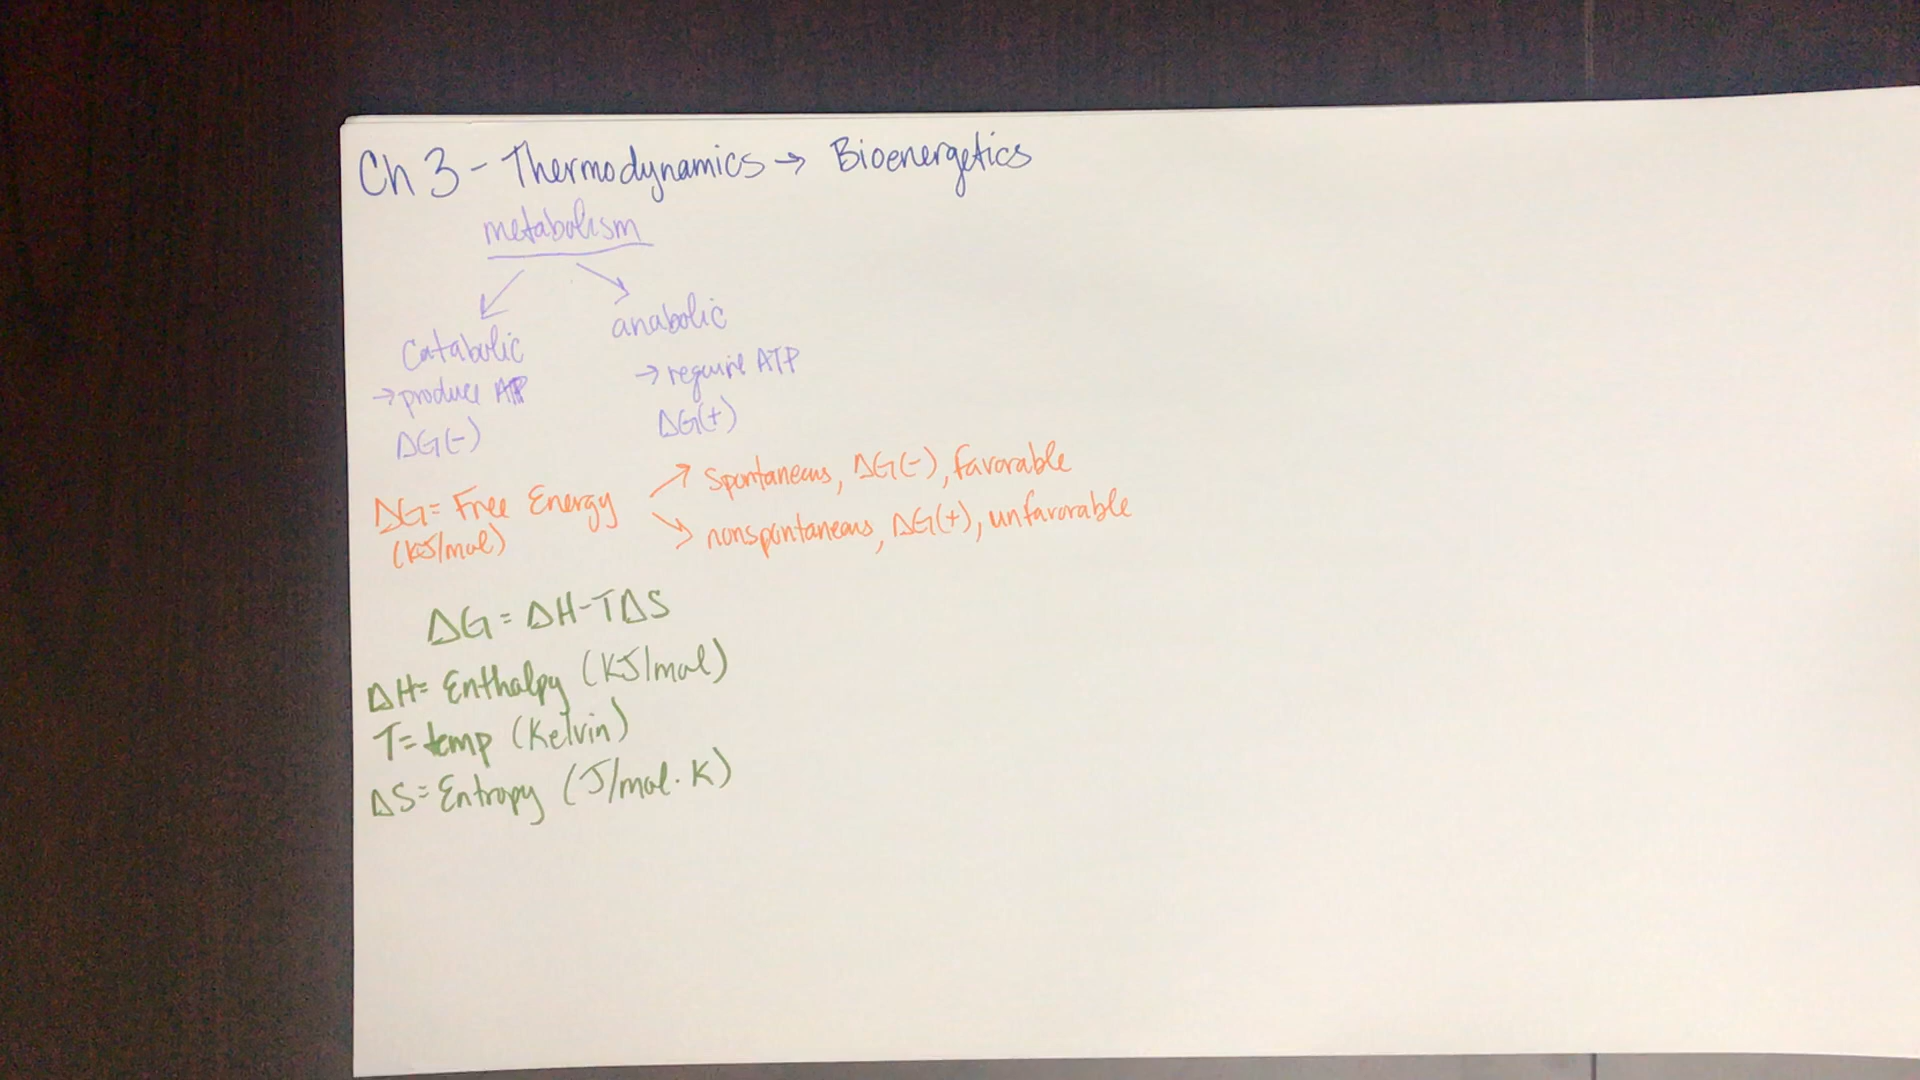 Ch 3 - Thermodynamics → Bioenergetics
metabolism
Catabolic
→ produce ATP
ΔG(-)
anabolic
→ require ATP
ΔG(+)
ΔG = Free Energy
(kJ/mol)
↗ Spontaneous, ΔG(-), favorable
↘ nonspontaneous, ΔG(+), unfavorable
ΔG = ΔH-TΔS
ΔH = Enthalpy (KJ/mol)
T = temp (Kelvin)
ΔS = Entropy (J/mol·K)